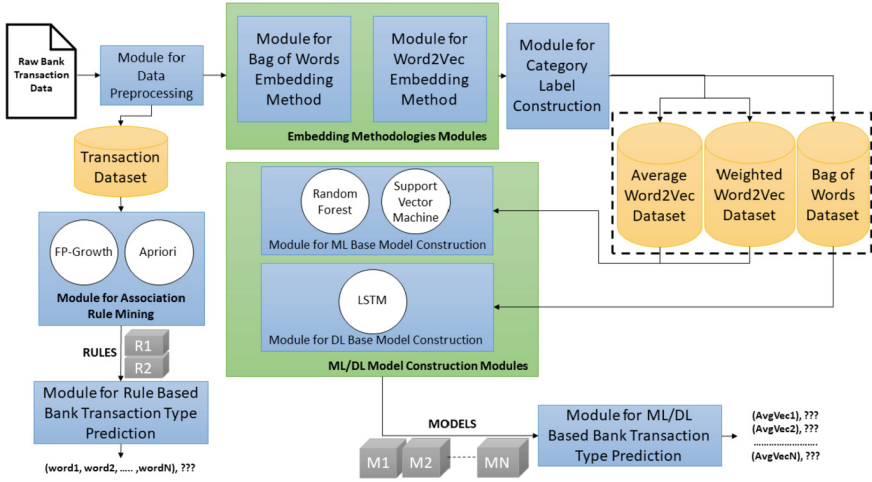 Raw Bank
Transaction
Data
Module for
Data
Preprocessing
Module for
Bag of Words
Embedding
Method
Module for
Word2Vec
Embedding
Method
Embedding Methodologies Modules
Module for
Category
Label
Construction
Transaction
Dataset
Average
Word2Vec
Dataset
Weighted
Word2Vec
Dataset
Bag of
Words
Dataset
FP-Growth
Apriori
Module for Association
Rule Mining
Random
Forest
Support
Vector
Machine
Module for ML Base Model Construction
LSTM
Module for DL Base Model Construction
ML/DL Model Construction Modules
RULES
R1
R2
Module for Rule Based
Bank Transaction Type
Prediction
(word1, word2, ..... ,wordN), ???
MODELS
M1
M2
MN
Module for ML/DL
Based Bank Transaction
Type Prediction
(AvgVec1), ???
(AvgVec2), ???
........................
(AvgVecN), ???